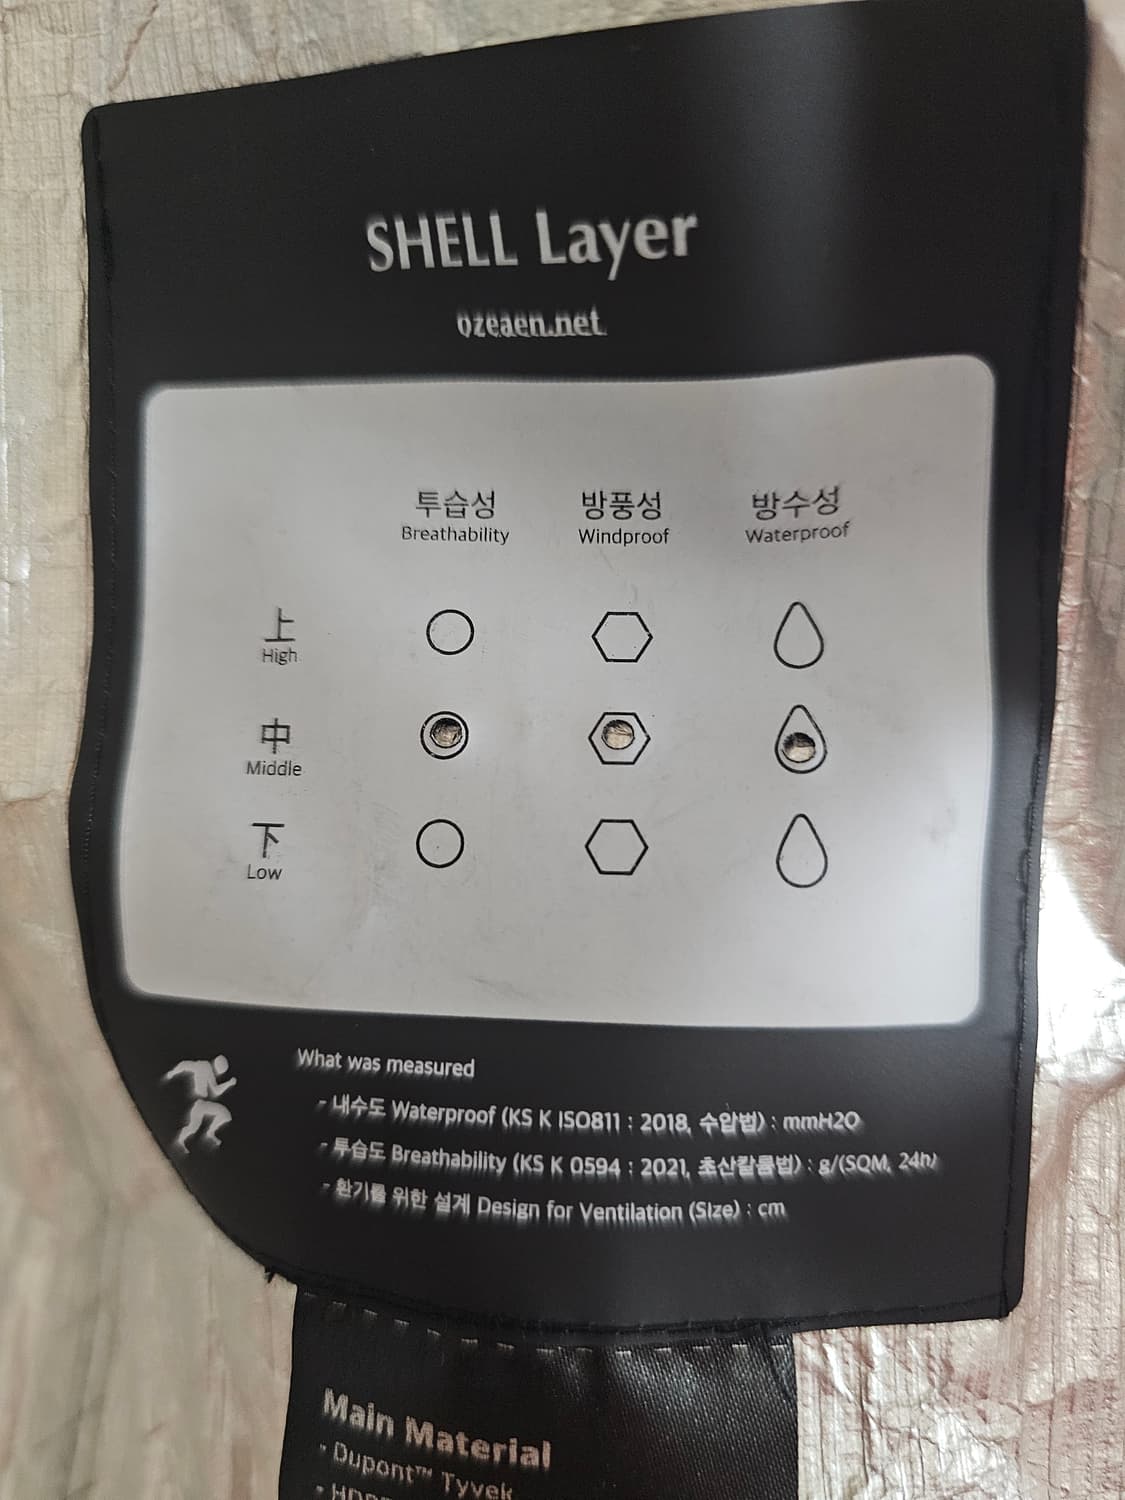 SHELL Layer
ozeaen.net
투습성 방풍성 방수성
Breathability Windproof Waterproof
上
High
中
Middle
下
Low
What was measured
- 내수도 Waterproof (KS K ISO811 : 2018, 수압법) : mmH2O
- 투습도 Breathability (KS K 0594 : 2021, 초산칼륨법) : g/(SQM, 24h)
- 환기를 위한 설계 Design for Ventilation (Size) : cm
Main Material
- Dupont™ Tyvek